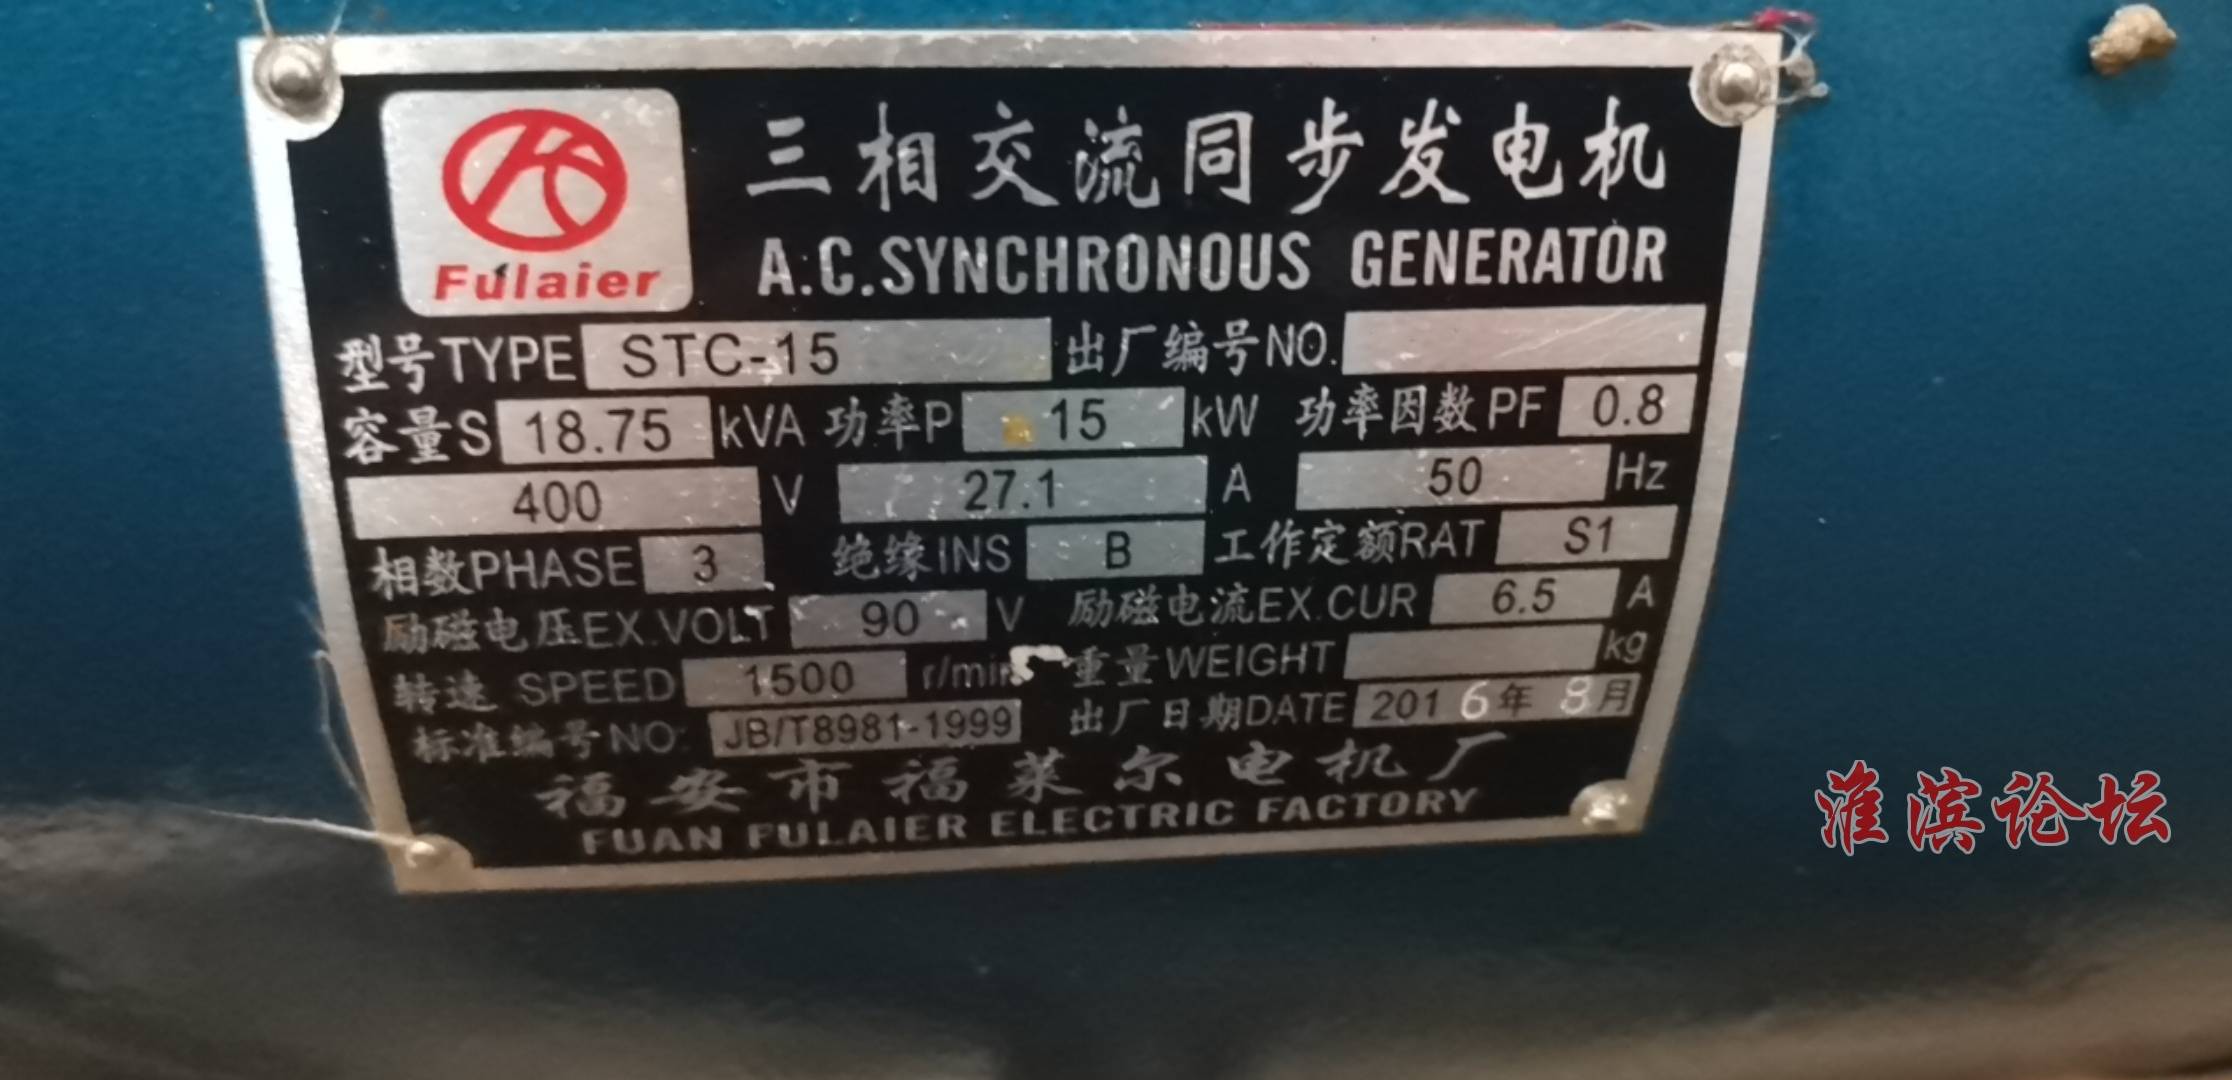 Fulaier
三相交流同步发电机
A.C.SYNCHRONOUS GENERATOR
型号TYPE STC-15 出厂编号NO.
容量S 18.75 kVA 功率P 15 kW 功率因数PF 0.8
400 V 27.1 A 50 Hz
相数PHASE 3 绝缘INS B 工作定额RAT S1
励磁电压EX.VOLT 90 V 励磁电流EX.CUR 6.5 A
转速 SPEED 1500 r/min 重量WEIGHT kg
标准编号NO: JB/T8981-1999 出厂日期DATE 2016年8月
福安市福莱尔电机厂
FUAN FULAIER ELECTRIC FACTORY
淮滨论坛